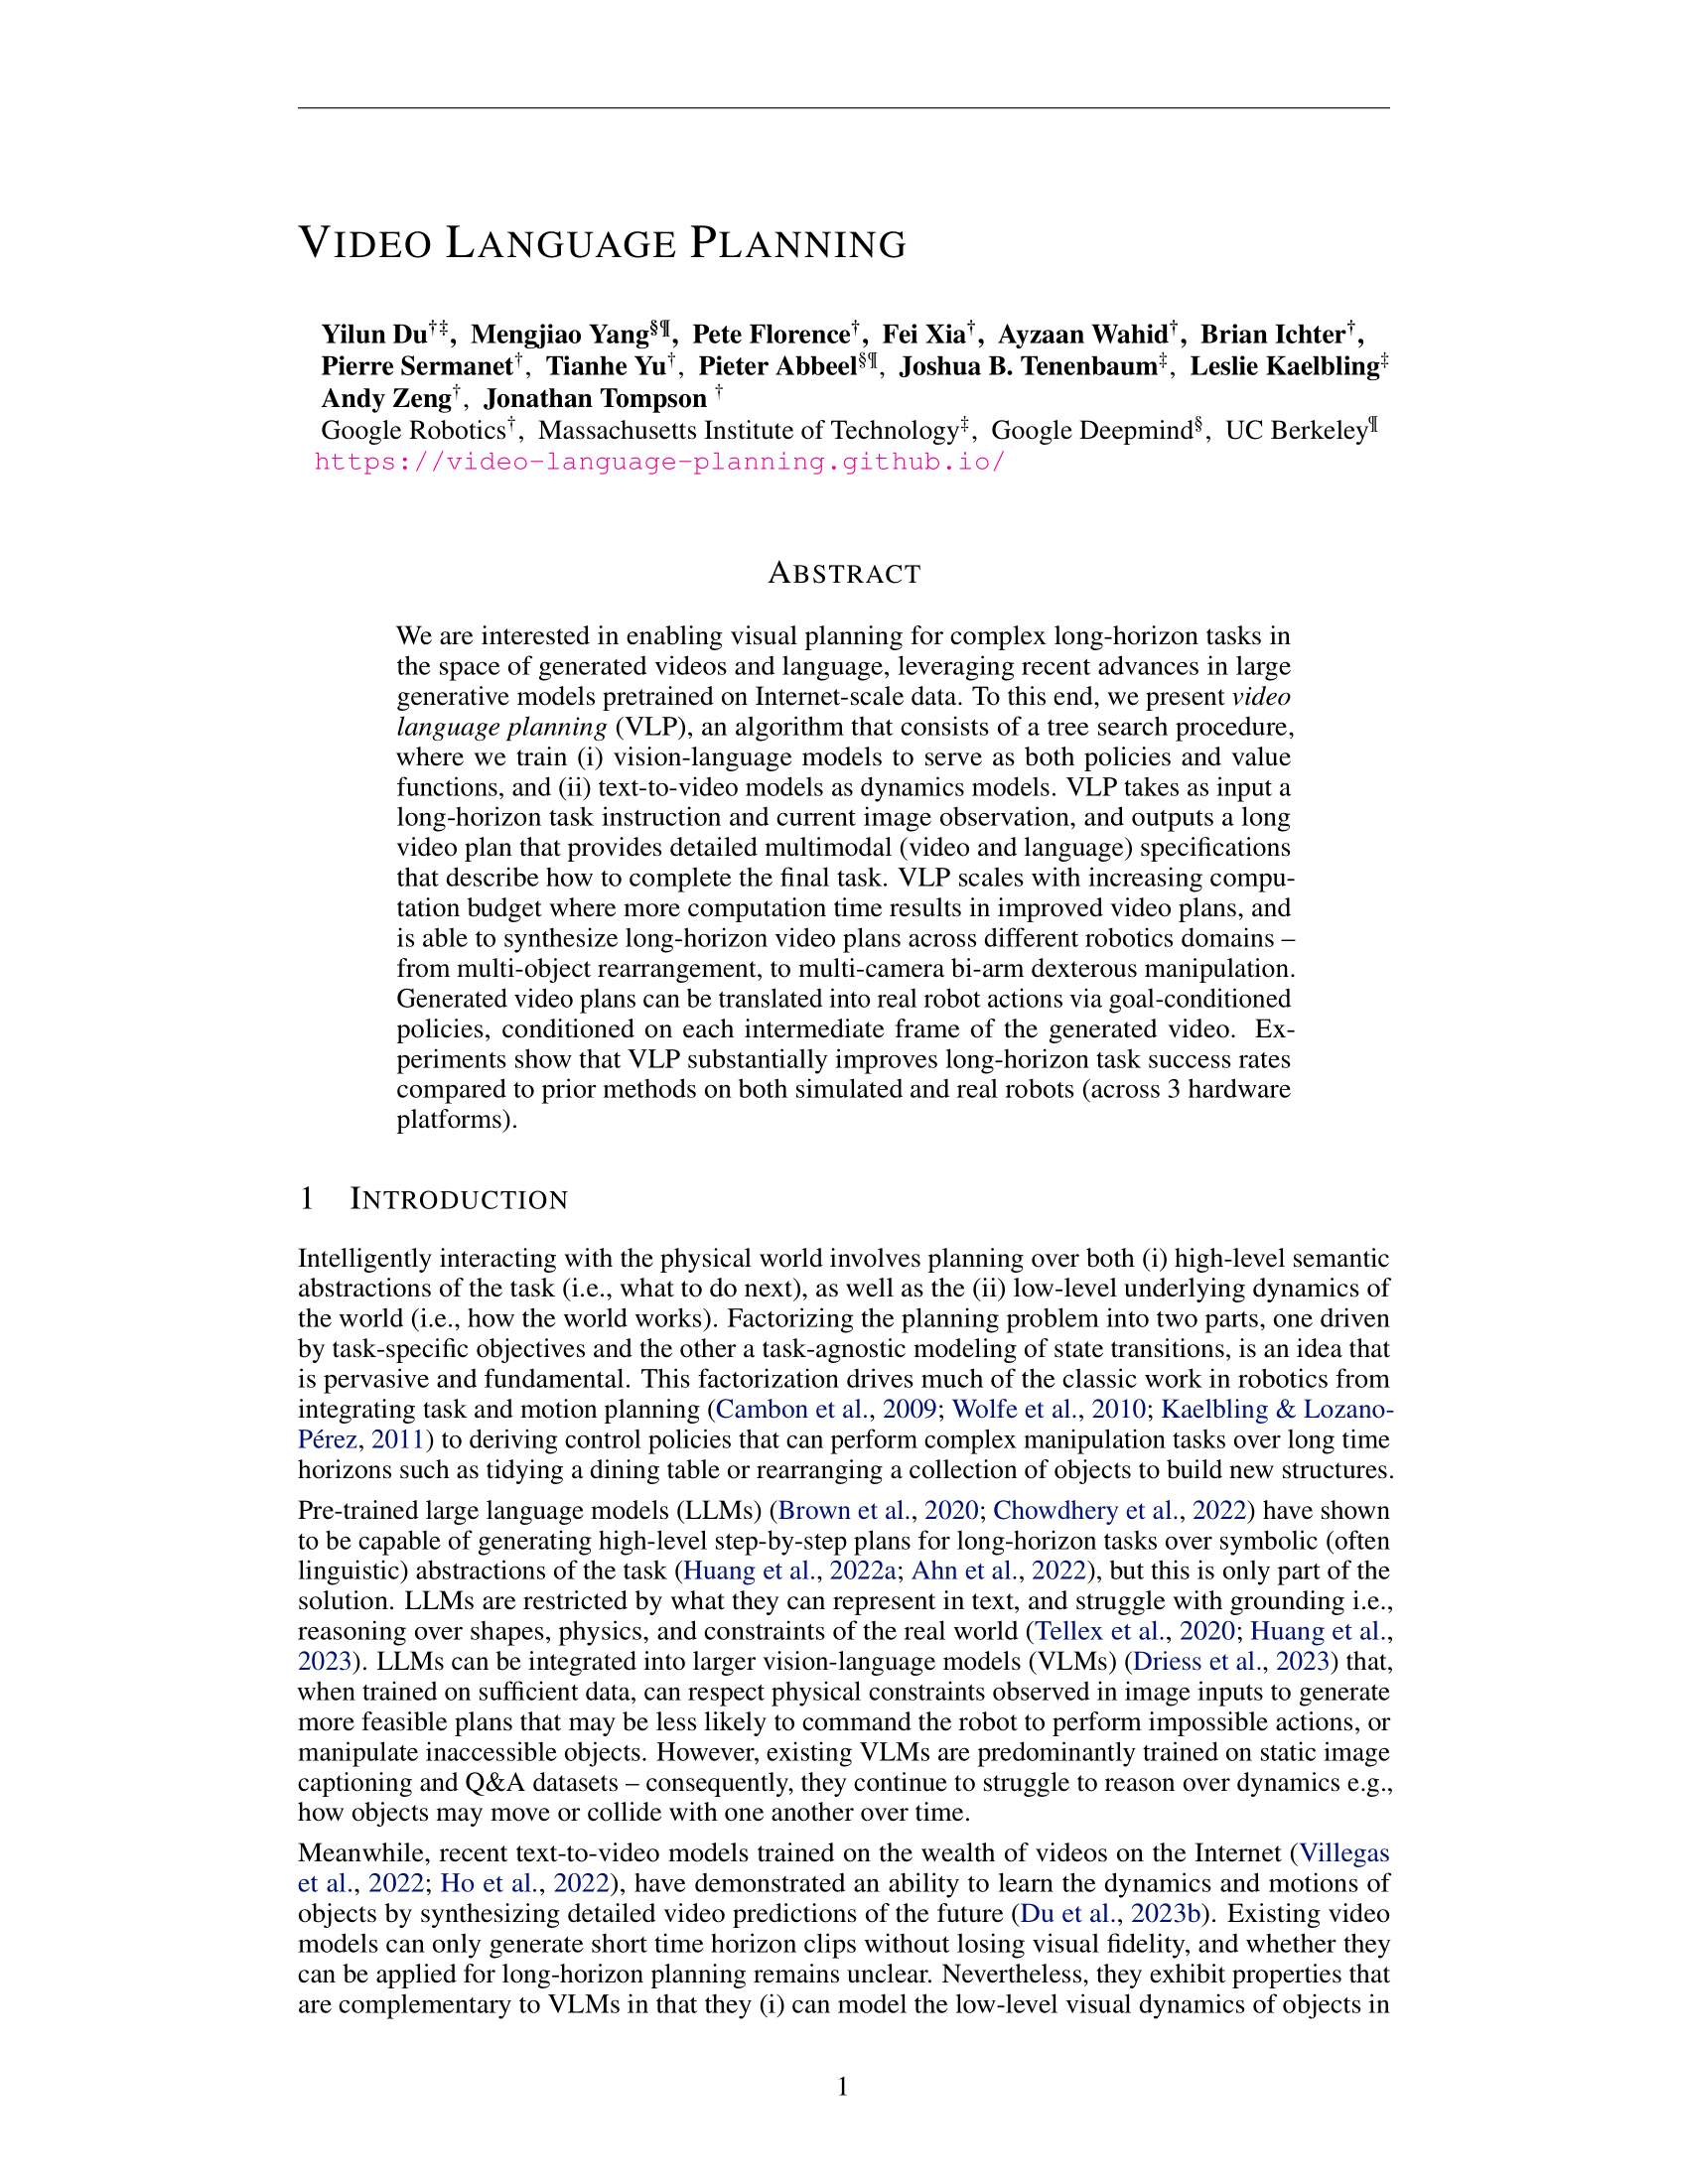 VIDEO LANGUAGE PLANNING
Yilun Du†‡, Mengjiao Yang§¶, Pete Florence†, Fei Xia†, Ayzaan Wahid†, Brian Ichter†,
Pierre Sermanet†, Tianhe Yu†, Pieter Abbeel§¶, Joshua B. Tenenbaum‡, Leslie Kaelbling‡
Andy Zeng†, Jonathan Tompson †
Google Robotics†, Massachusetts Institute of Technology‡, Google Deepmind§, UC Berkeley¶
https://video-language-planning.github.io/
ABSTRACT
We are interested in enabling visual planning for complex long-horizon tasks in
the space of generated videos and language, leveraging recent advances in large
generative models pretrained on Internet-scale data. To this end, we present video
language planning (VLP), an algorithm that consists of a tree search procedure,
where we train (i) vision-language models to serve as both policies and value
functions, and (ii) text-to-video models as dynamics models. VLP takes as input a
long-horizon task instruction and current image observation, and outputs a long
video plan that provides detailed multimodal (video and language) specifications
that describe how to complete the final task. VLP scales with increasing compu-
tation budget where more computation time results in improved video plans, and
is able to synthesize long-horizon video plans across different robotics domains –
from multi-object rearrangement, to multi-camera bi-arm dexterous manipulation.
Generated video plans can be translated into real robot actions via goal-conditioned
policies, conditioned on each intermediate frame of the generated video. Ex-
periments show that VLP substantially improves long-horizon task success rates
compared to prior methods on both simulated and real robots (across 3 hardware
platforms).
1 INTRODUCTION
Intelligently interacting with the physical world involves planning over both (i) high-level semantic
abstractions of the task (i.e., what to do next), as well as the (ii) low-level underlying dynamics of
the world (i.e., how the world works). Factorizing the planning problem into two parts, one driven
by task-specific objectives and the other a task-agnostic modeling of state transitions, is an idea that
is pervasive and fundamental. This factorization drives much of the classic work in robotics from
integrating task and motion planning (Cambon et al., 2009; Wolfe et al., 2010; Kaelbling & Lozano-
Pérez, 2011) to deriving control policies that can perform complex manipulation tasks over long time
horizons such as tidying a dining table or rearranging a collection of objects to build new structures.
Pre-trained large language models (LLMs) (Brown et al., 2020; Chowdhery et al., 2022) have shown
to be capable of generating high-level step-by-step plans for long-horizon tasks over symbolic (often
linguistic) abstractions of the task (Huang et al., 2022a; Ahn et al., 2022), but this is only part of the
solution. LLMs are restricted by what they can represent in text, and struggle with grounding i.e.,
reasoning over shapes, physics, and constraints of the real world (Tellex et al., 2020; Huang et al.,
2023). LLMs can be integrated into larger vision-language models (VLMs) (Driess et al., 2023) that,
when trained on sufficient data, can respect physical constraints observed in image inputs to generate
more feasible plans that may be less likely to command the robot to perform impossible actions, or
manipulate inaccessible objects. However, existing VLMs are predominantly trained on static image
captioning and Q&A datasets – consequently, they continue to struggle to reason over dynamics e.g.,
how objects may move or collide with one another over time.
Meanwhile, recent text-to-video models trained on the wealth of videos on the Internet (Villegas
et al., 2022; Ho et al., 2022), have demonstrated an ability to learn the dynamics and motions of
objects by synthesizing detailed video predictions of the future (Du et al., 2023b). Existing video
models can only generate short time horizon clips without losing visual fidelity, and whether they
can be applied for long-horizon planning remains unclear. Nevertheless, they exhibit properties that
are complementary to VLMs in that they (i) can model the low-level visual dynamics of objects in
1